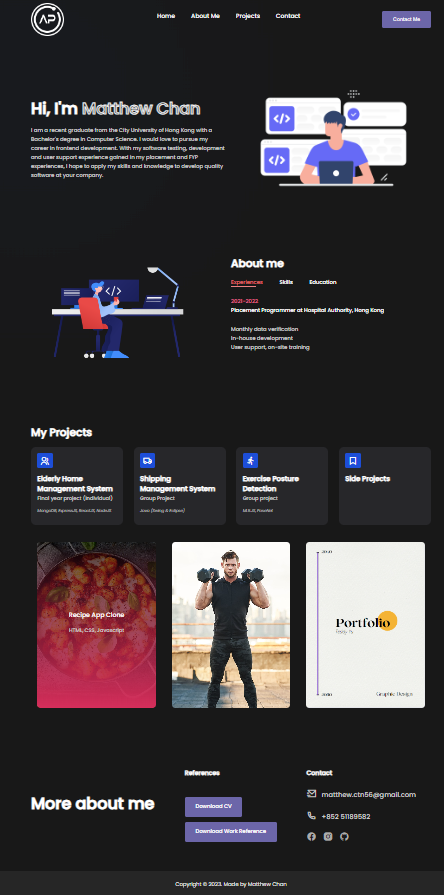 AP
Home About Me Projects Contact
Contact Me
Hi, I'm Matthew Chan
I am a recent graduate from the City University of Hong Kong with a
Bachelor's degree in Computer Science. I would love to pursue my
career in frontend development. With my software testing, development
and user support experience gained in my placement and FYP
experiences, I hope to apply my skills and knowledge to develop quality
software at your company.
</>
</>
</>
About me
Experiences Skills Education
2021-2022
Placement Programmer at Hospital Authority, Hong Kong
Monthly data verification
In-house development
User support, on-site training
My Projects
Elderly Home
Management System
Final year project (Individual)
MongoDB, ExpressJS, ReactJS, NodeJS
Shipping
Management System
Group Project
Java (Swing & Eclipse)
Exercise Posture
Detection
Group project
ML5.JS, PoseNet
Side Projects
Recipe App Clone
HTML, CSS, Javascript
Portfolio
Graphic Design
References
Contact
More about me
Download CV
Download Work Reference
matthew.ctn56@gmail.com
+852 51189582
Copyright © 2023. Made by Matthew Chan